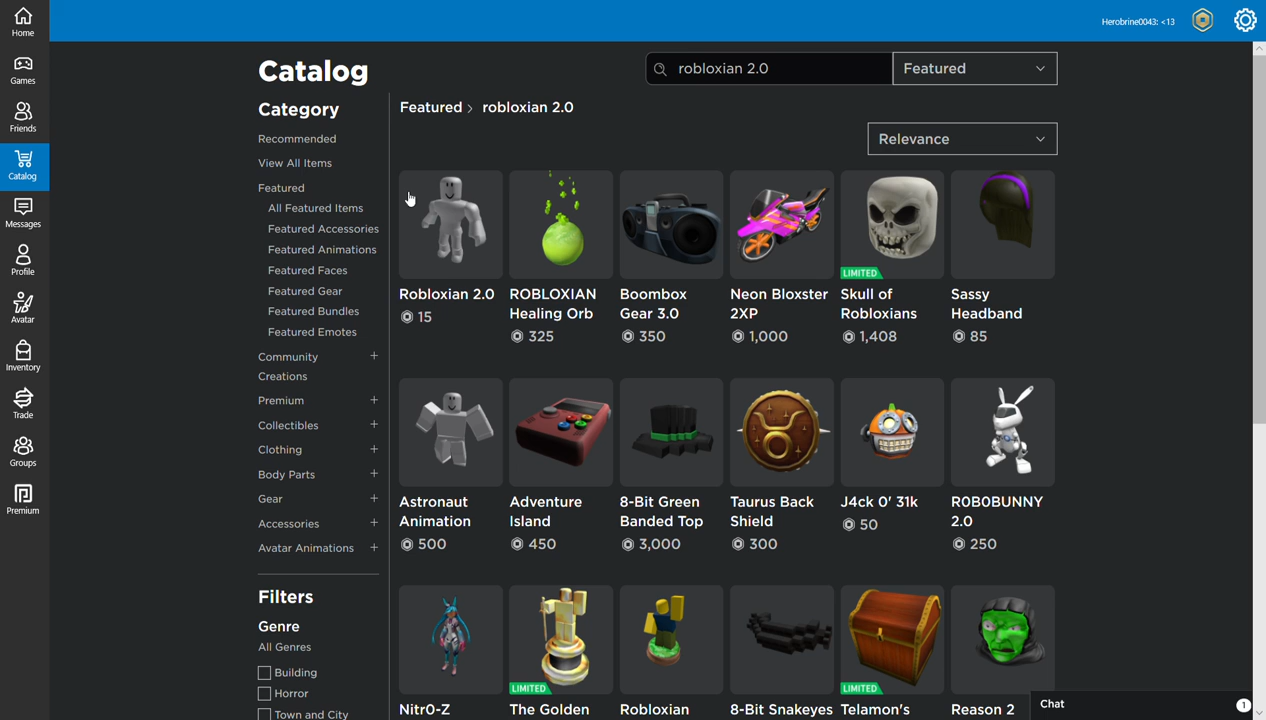 Home
Games
Friends
Catalog
Messages
Profile
Avatar
Inventory
Trade
Groups
Premium
Herobrine0043: <13
Catalog
robloxian 2.0
Featured
Category
Recommended
View All Items
Featured
All Featured Items
Featured Accessories
Featured Animations
Featured Faces
Featured Gear
Featured Bundles
Featured Emotes
Community +
Creations
Premium +
Collectibles +
Clothing +
Body Parts +
Gear +
Accessories +
Avatar Animations +
Filters
Genre
All Genres
Building
Horror
Town and City
Featured > robloxian 2.0
Relevance
Robloxian 2.0
15
ROBLOXIAN
Healing Orb
325
Boombox
Gear 3.0
350
Neon Bloxster
2XP
1,000
LIMITED
Skull of
Robloxians
1,408
Sassy
Headband
85
Astronaut
Animation
500
Adventure
Island
450
8-Bit Green
Banded Top
3,000
Taurus Back
Shield
300
J4ck 0' 31k
50
R0B0BUNNY
2.0
250
Nitr0-Z
LIMITED
The Golden
Robloxian
8-Bit Snakeyes
LIMITED
Telamon's
Reason 2
Chat
1